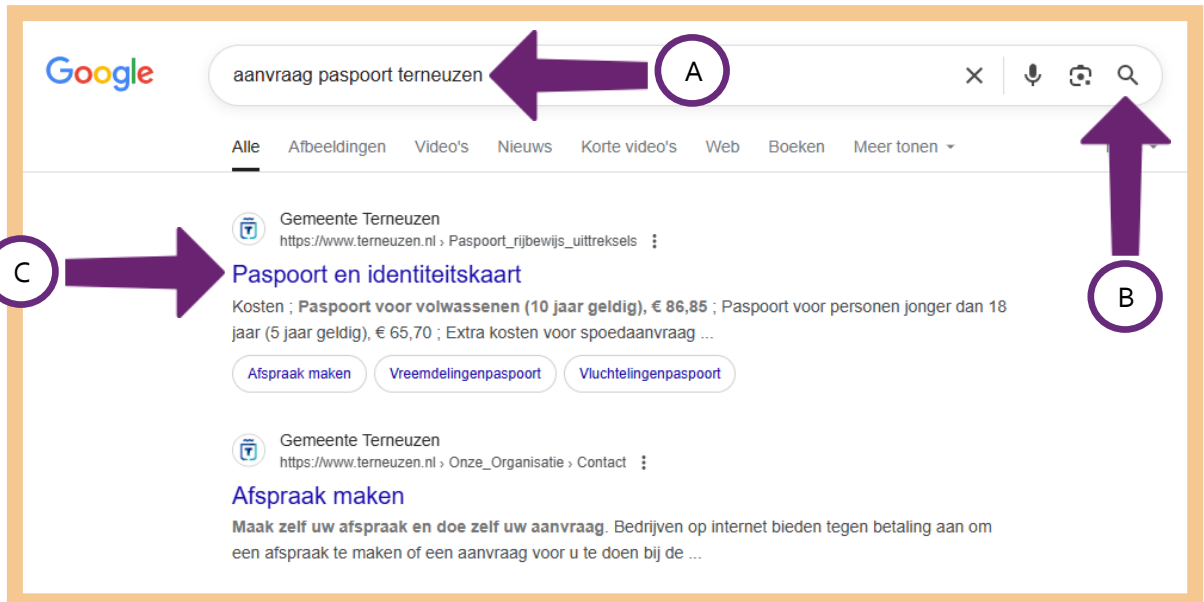 Google
aanvraag paspoort terneuzen
A
Alle Afbeeldingen Video's Nieuws Korte video's Web Boeken Meer tonen
Gemeente Terneuzen
https://www.terneuzen.nl › Paspoort_rijbewijs_uittreksels
C
Paspoort en identiteitskaart
B
Kosten ; Paspoort voor volwassenen (10 jaar geldig), € 86,85 ; Paspoort voor personen jonger dan 18
jaar (5 jaar geldig), € 65,70 ; Extra kosten voor spoedaanvraag ...
Afspraak maken Vreemdelingenpaspoort Vluchtelingenpaspoort
Gemeente Terneuzen
https://www.terneuzen.nl › Onze_Organisatie › Contact
Afspraak maken
Maak zelf uw afspraak en doe zelf uw aanvraag. Bedrijven op internet bieden tegen betaling aan om
een afspraak te maken of een aanvraag voor u te doen bij de ...